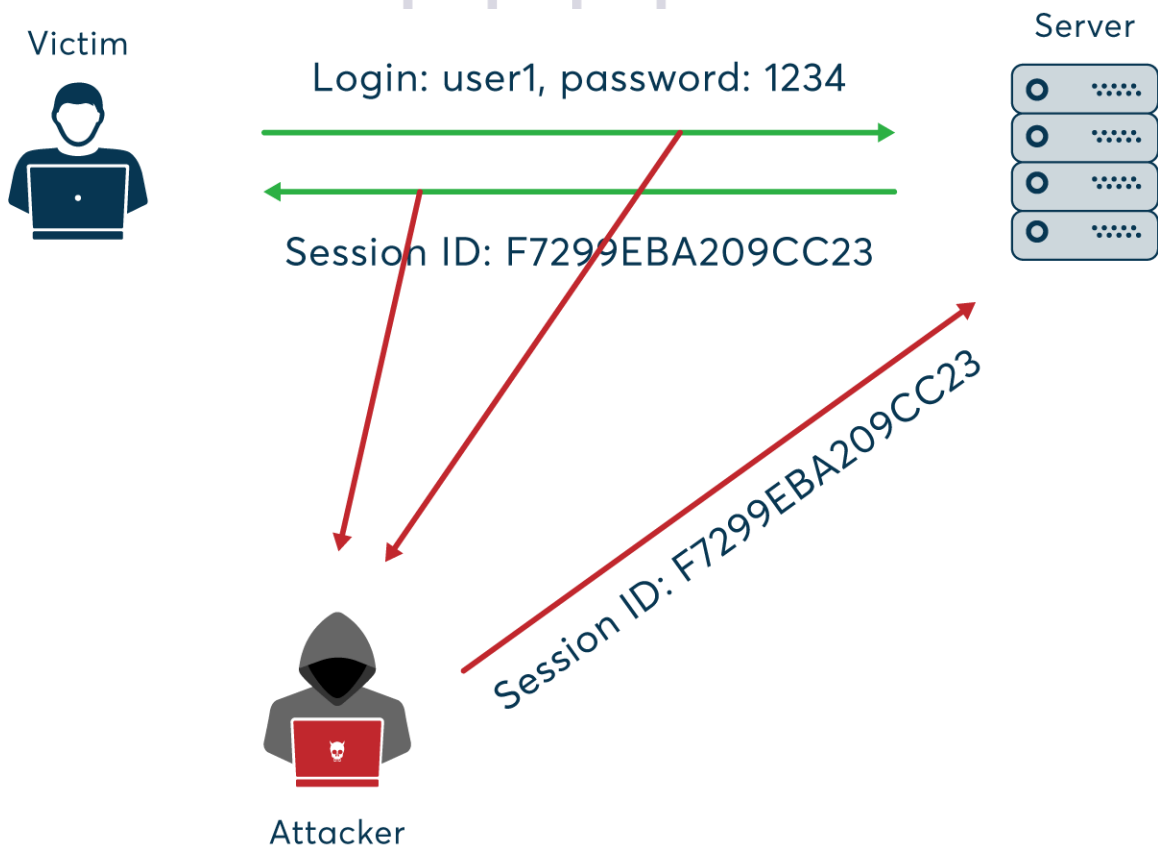 Victim
Server
Login: user1, password: 1234
Session ID: F7299EBA209CC23
Session ID: F7299EBA209CC23
Attacker